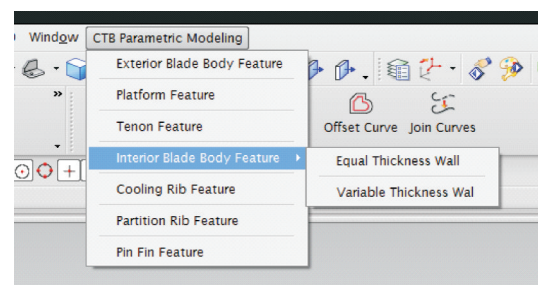 Window CTB Parametric Modeling
Exterior Blade Body Feature
Platform Feature
Tenon Feature
Offset Curve Join Curves
Interior Blade Body Feature
Equal Thickness Wall
Cooling Rib Feature
Variable Thickness Wal
Partition Rib Feature
Pin Fin Feature